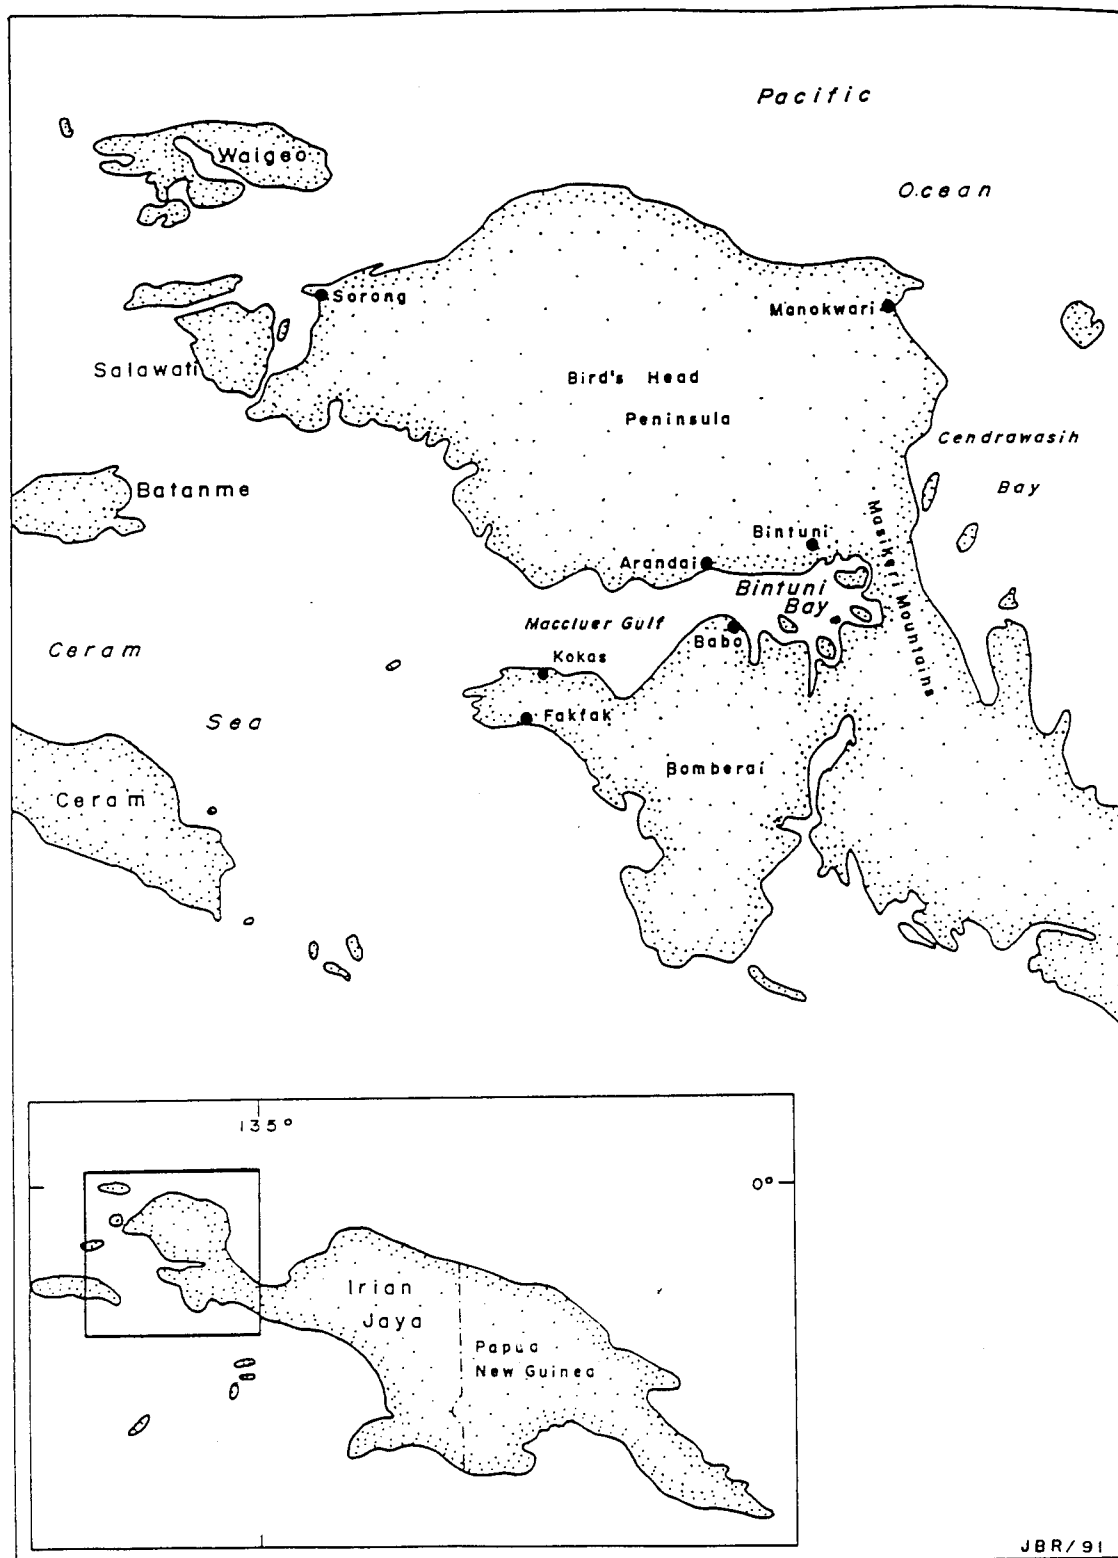 Pacific
Ocean
Waigeo
Sorong
Manokwari
Salawati
Bird's Head
Peninsula
Cendrawasih
Bay
Batanme
Masikeri Mountains
Bintuni
Arandai
Bintuni
Bay
Maccluer Gulf
Babo
Kokas
Fakfak
Ceram
Sea
Bomberai
Ceram
135°
0°
Irian
Jaya
Papua
New Guinea
JBR/91